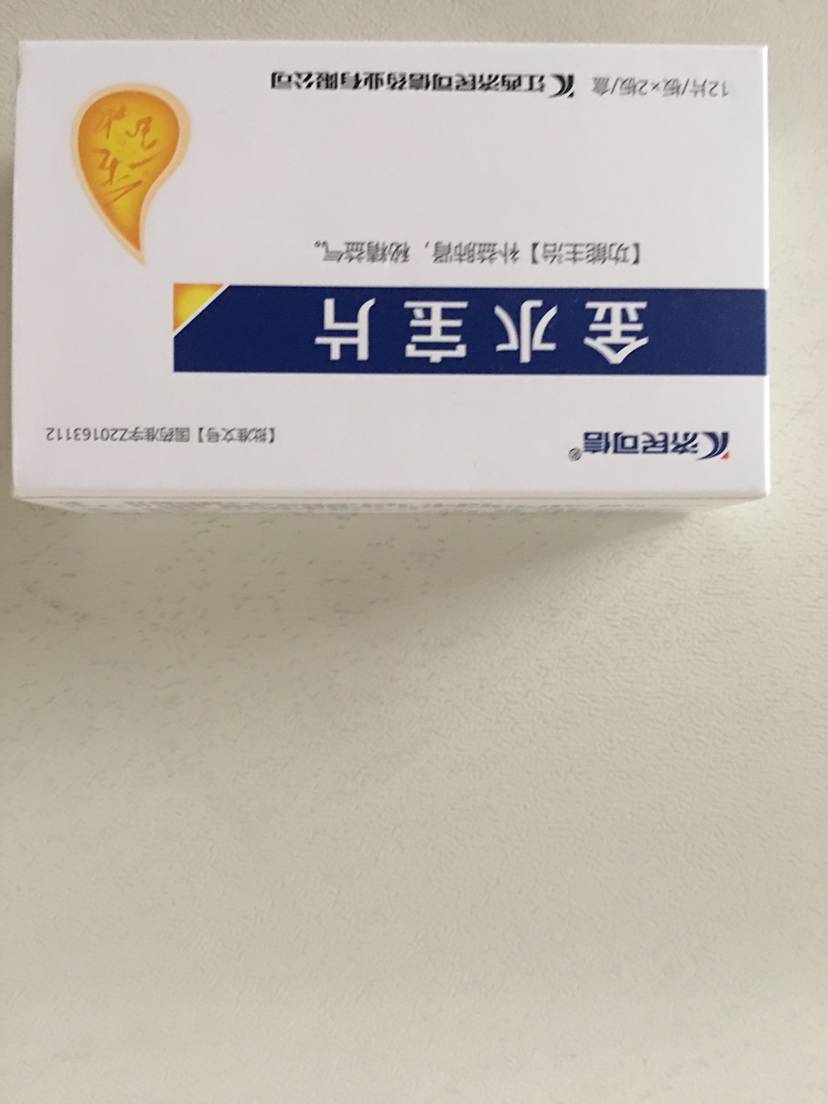 济民可信®
【批准文号】国药准字Z20163112
金水宝片
【功能主治】补益肺肾，秘精益气。
12片/板×2板/盒
江西济民可信药业有限公司